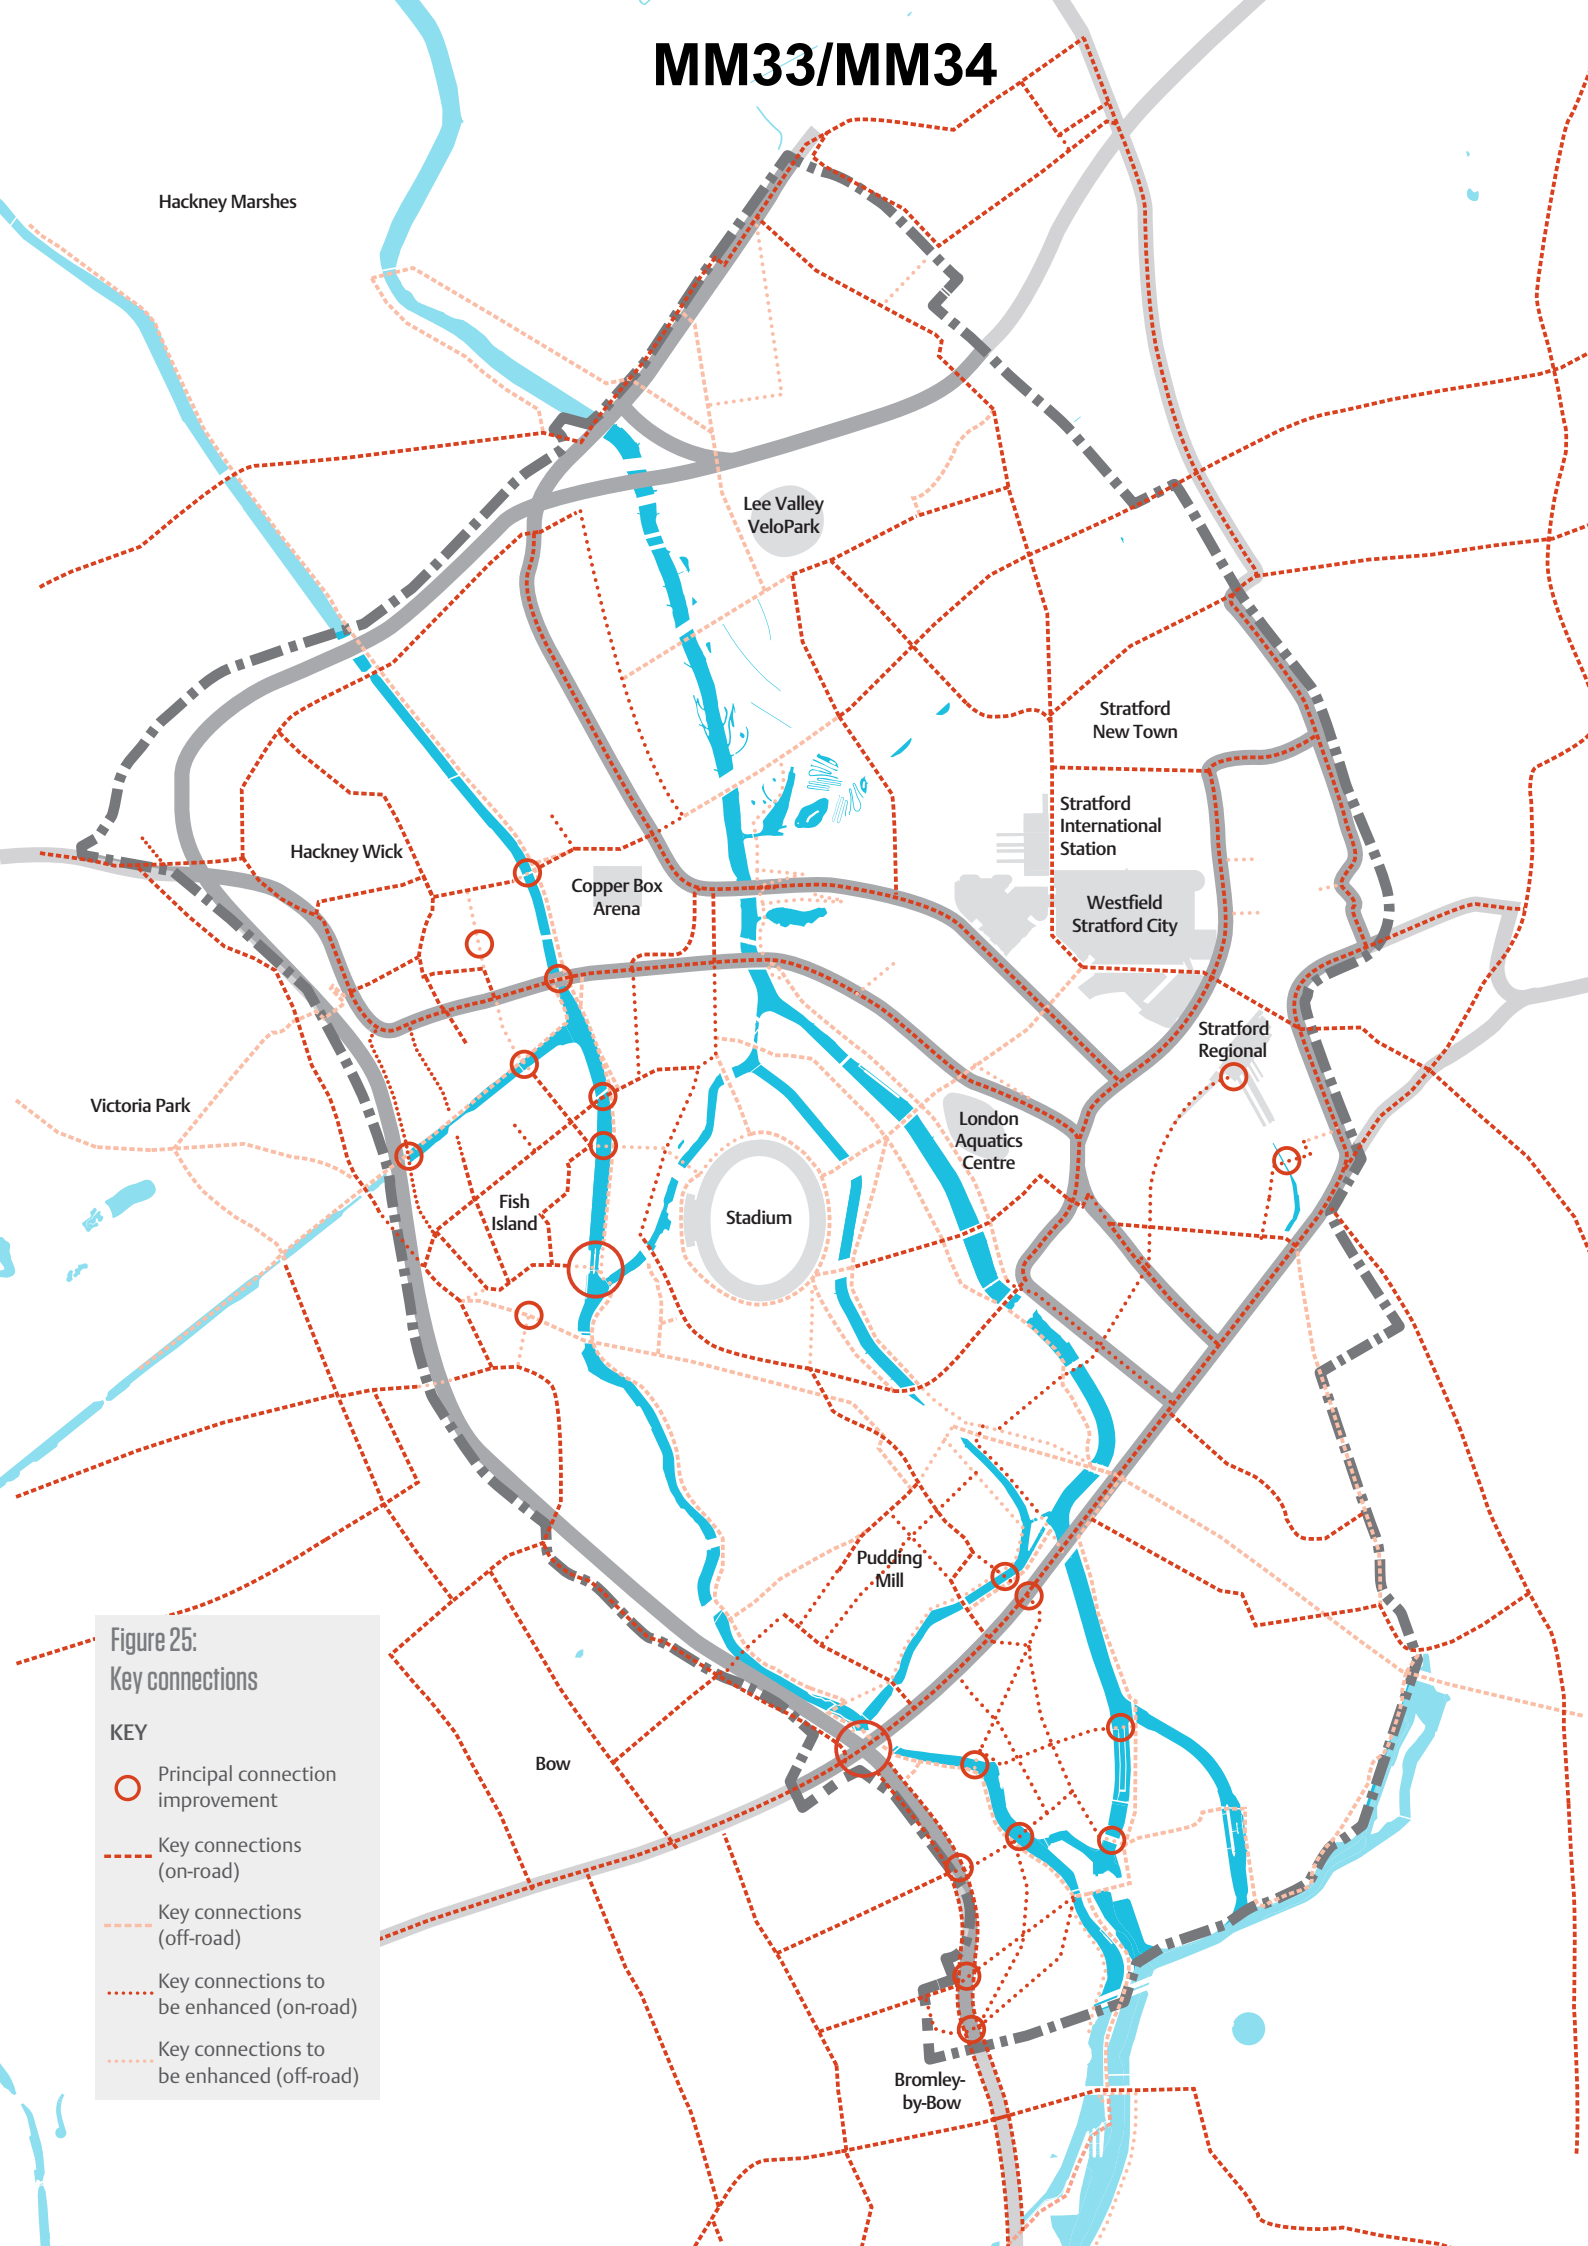 MM33/MM34
Hackney Marshes
Lee Valley
VeloPark
Stratford
New Town
Stratford
International
Station
Hackney Wick
Copper Box
Arena
Westfield
Stratford City
Stratford
Regional
Victoria Park
London
Aquatics
Centre
Fish
Island
Stadium
Pudding
Mill
Bow
Bromley-
by-Bow
Figure 25:
Key connections
KEY
Principal connection
improvement
Key connections
(on-road)
Key connections
(off-road)
Key connections to
be enhanced (on-road)
Key connections to
be enhanced (off-road)